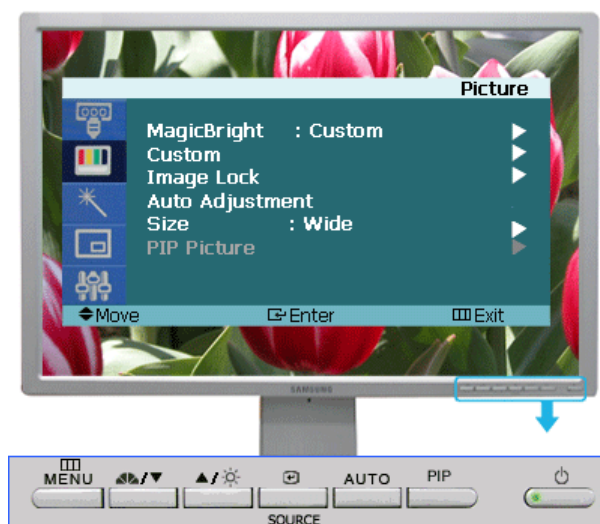 Picture
MagicBright : Custom
Custom
Image Lock
Auto Adjustment
Size : Wide
PIP Picture
Move Enter Exit
SAMSUNG
MENU AUTO PIP
SOURCE